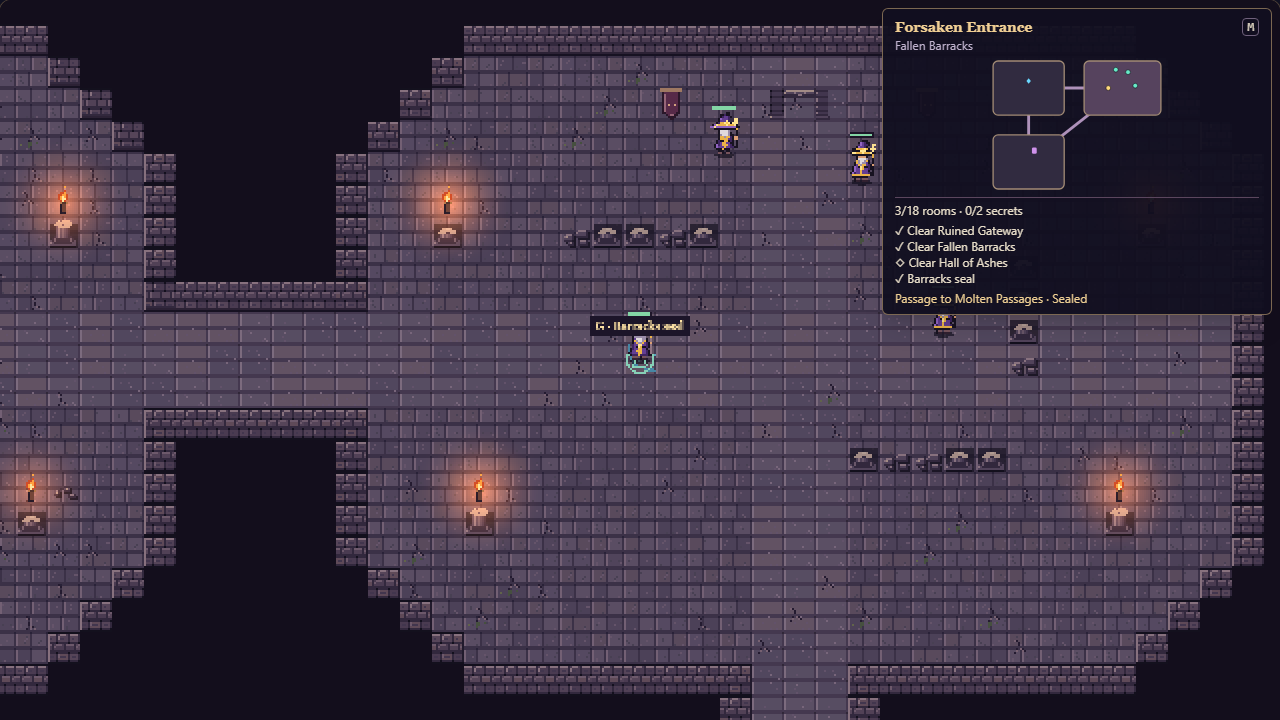 Forsaken Entrance
M
Fallen Barracks
3/18 rooms · 0/2 secrets
✓ Clear Ruined Gateway
✓ Clear Fallen Barracks
◇ Clear Hall of Ashes
✓ Barracks seal
Passage to Molten Passages · Sealed
G · Barracks seal